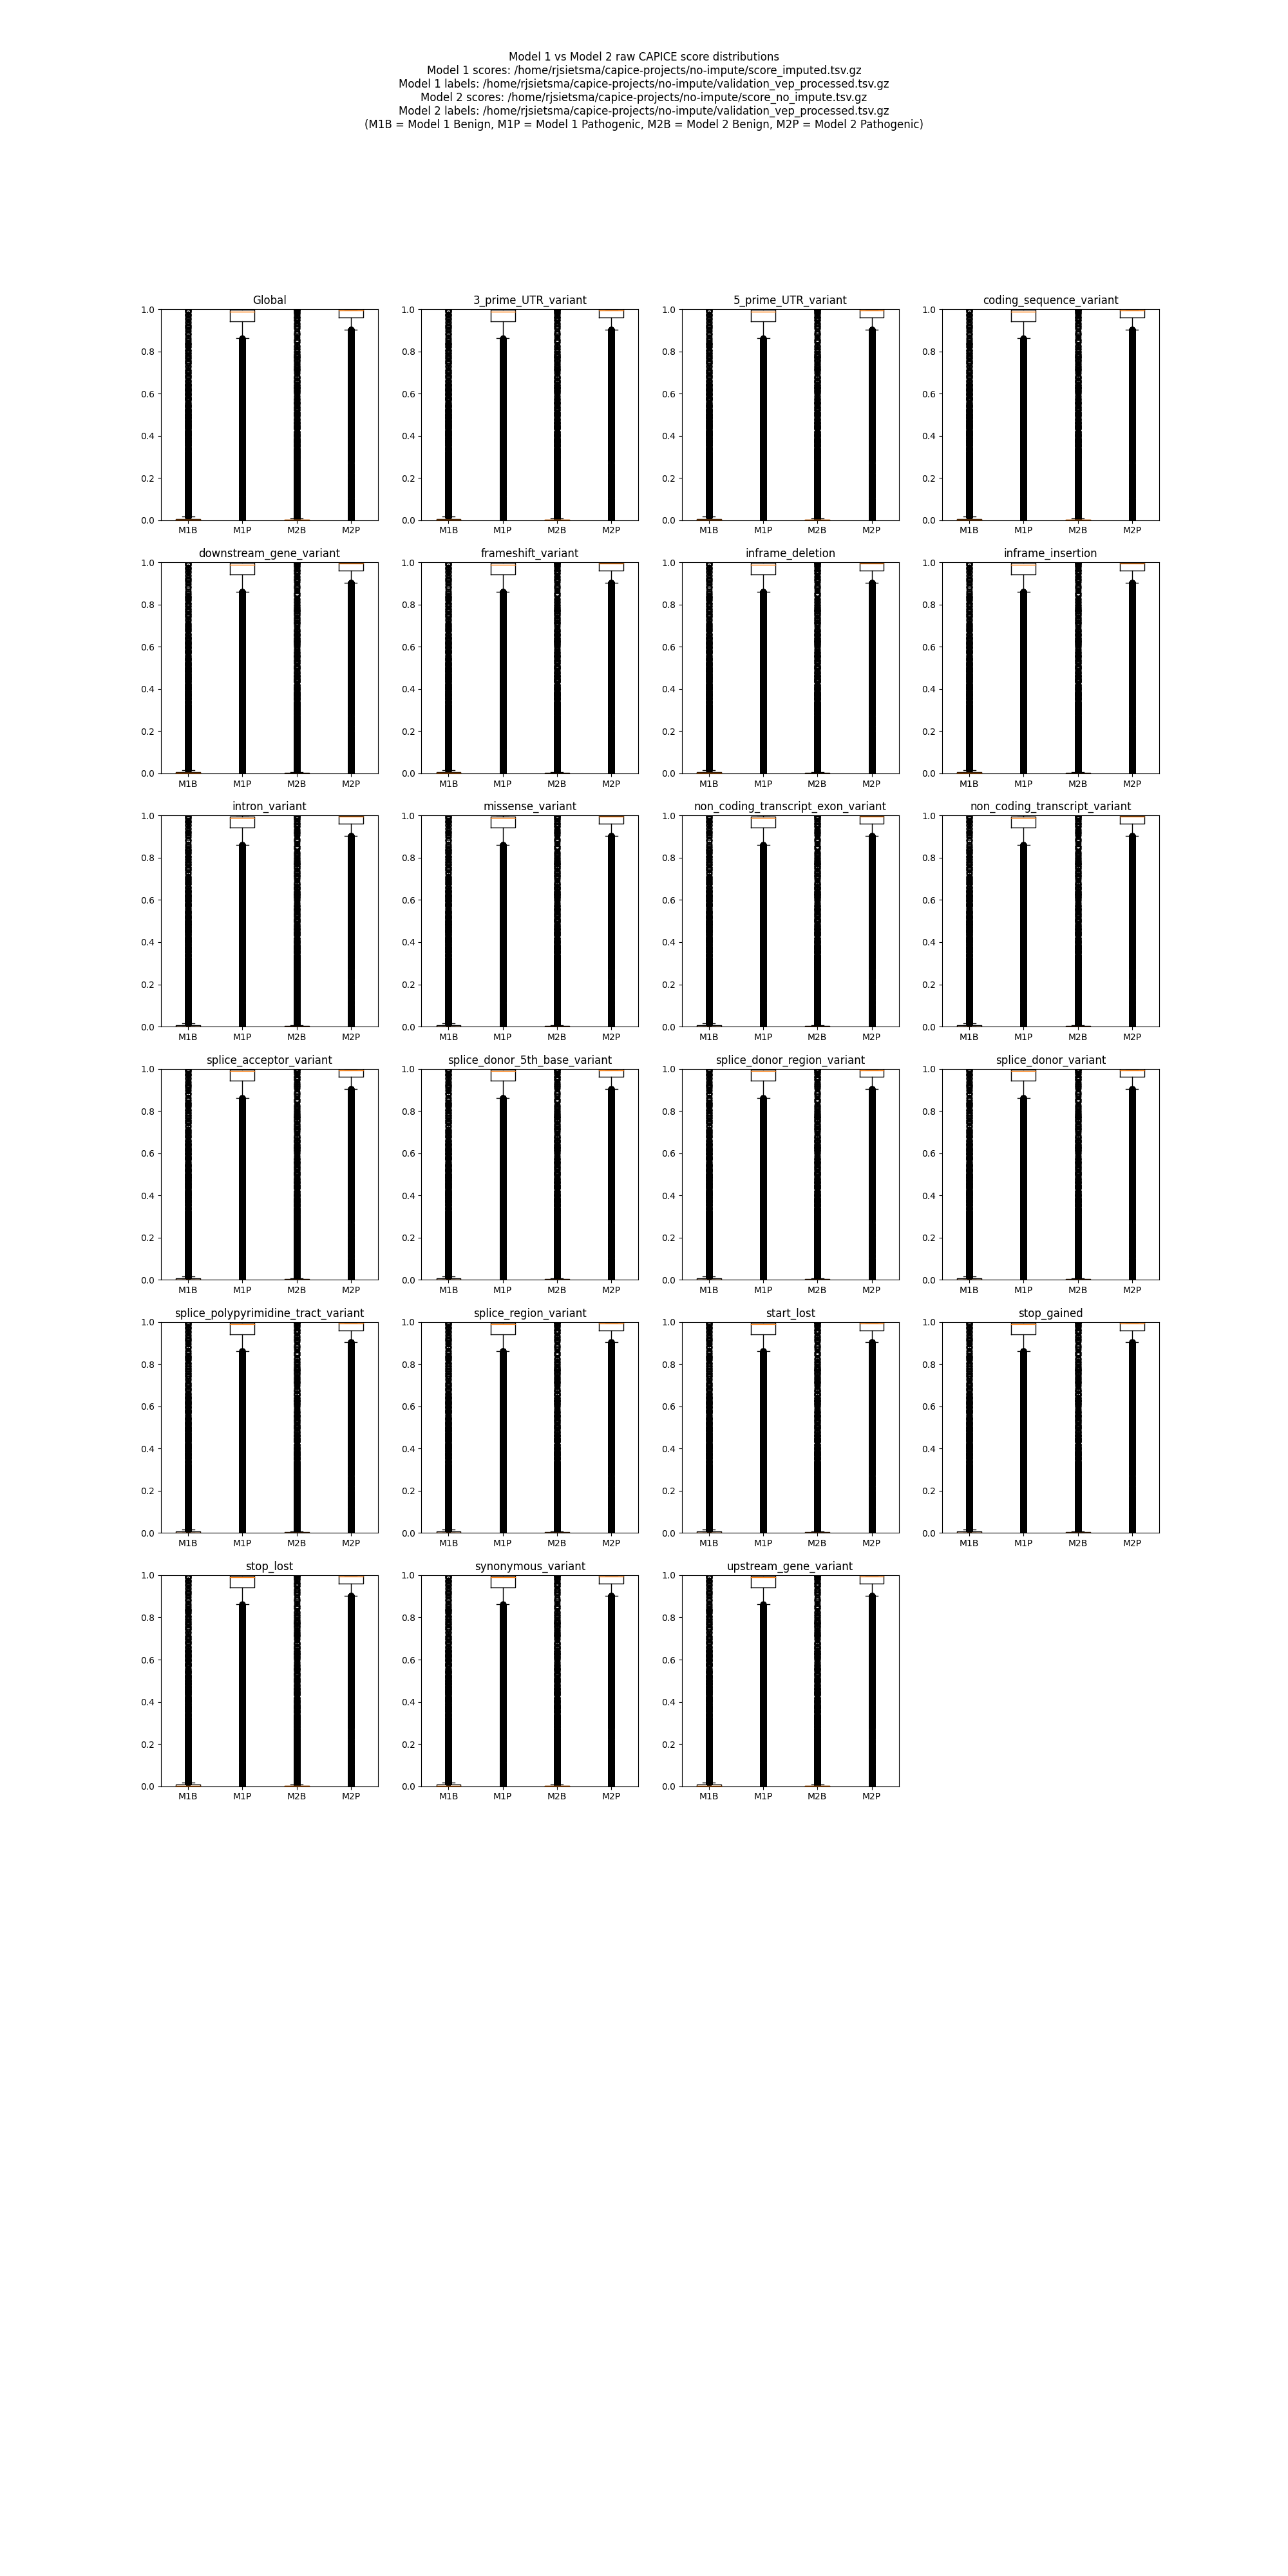 Model 1 vs Model 2 raw CAPICE score distributions
Model 1 scores: /home/rjsietsma/capice-projects/no-impute/score_imputed.tsv.gz
Model 1 labels: /home/rjsietsma/capice-projects/no-impute/validation_vep_processed.tsv.gz
Model 2 scores: /home/rjsietsma/capice-projects/no-impute/score_no_impute.tsv.gz
Model 2 labels: /home/rjsietsma/capice-projects/no-impute/validation_vep_processed.tsv.gz
(M1B = Model 1 Benign, M1P = Model 1 Pathogenic, M2B = Model 2 Benign, M2P = Model 2 Pathogenic)
Global 3_prime_UTR_variant 5_prime_UTR_variant coding_sequence_variant
1.0 1.0 1.0 1.0
0.8 0.8 0.8 0.8
0.6 0.6 0.6 0.6
0.4 0.4 0.4 0.4
0.2 0.2 0.2 0.2
0.0 0.0 0.0 0.0
M1B M1P M2B M2P M1B M1P M2B M2P M1B M1P M2B M2P M1B M1P M2B M2P
downstream_gene_variant frameshift_variant inframe_deletion inframe_insertion
1.0 1.0 1.0 1.0
0.8 0.8 0.8 0.8
0.6 0.6 0.6 0.6
0.4 0.4 0.4 0.4
0.2 0.2 0.2 0.2
0.0 0.0 0.0 0.0
M1B M1P M2B M2P M1B M1P M2B M2P M1B M1P M2B M2P M1B M1P M2B M2P
intron_variant missense_variant non_coding_transcript_exon_variant non_coding_transcript_variant
1.0 1.0 1.0 1.0
0.8 0.8 0.8 0.8
0.6 0.6 0.6 0.6
0.4 0.4 0.4 0.4
0.2 0.2 0.2 0.2
0.0 0.0 0.0 0.0
M1B M1P M2B M2P M1B M1P M2B M2P M1B M1P M2B M2P M1B M1P M2B M2P
splice_acceptor_variant splice_donor_5th_base_variant splice_donor_region_variant splice_donor_variant
1.0 1.0 1.0 1.0
0.8 0.8 0.8 0.8
0.6 0.6 0.6 0.6
0.4 0.4 0.4 0.4
0.2 0.2 0.2 0.2
0.0 0.0 0.0 0.0
M1B M1P M2B M2P M1B M1P M2B M2P M1B M1P M2B M2P M1B M1P M2B M2P
splice_polypyrimidine_tract_variant splice_region_variant start_lost stop_gained
1.0 1.0 1.0 1.0
0.8 0.8 0.8 0.8
0.6 0.6 0.6 0.6
0.4 0.4 0.4 0.4
0.2 0.2 0.2 0.2
0.0 0.0 0.0 0.0
M1B M1P M2B M2P M1B M1P M2B M2P M1B M1P M2B M2P M1B M1P M2B M2P
stop_lost synonymous_variant upstream_gene_variant
1.0 1.0 1.0
0.8 0.8 0.8
0.6 0.6 0.6
0.4 0.4 0.4
0.2 0.2 0.2
0.0 0.0 0.0
M1B M1P M2B M2P M1B M1P M2B M2P M1B M1P M2B M2P